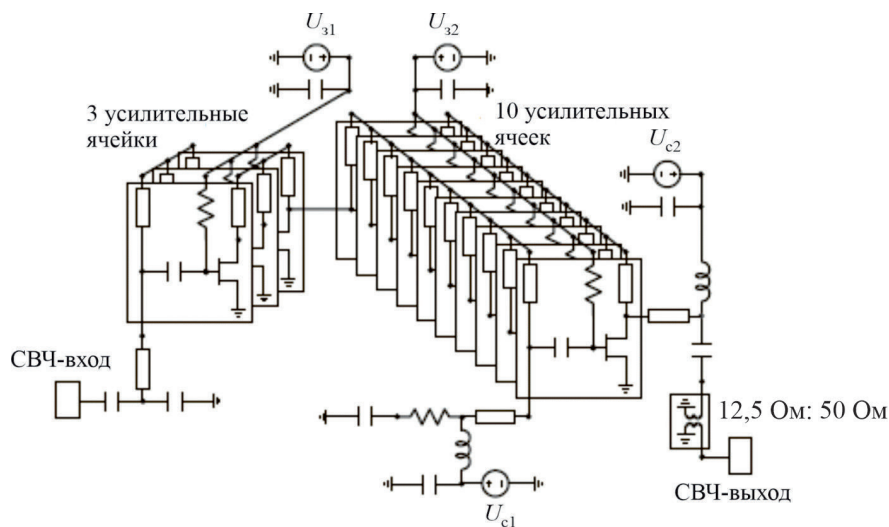 U_з1
U_з2
3 усилительные
ячейки
10 усилительных
ячеек
U_с2
СВЧ-вход
12,5 Ом: 50 Ом
СВЧ-выход
U_с1